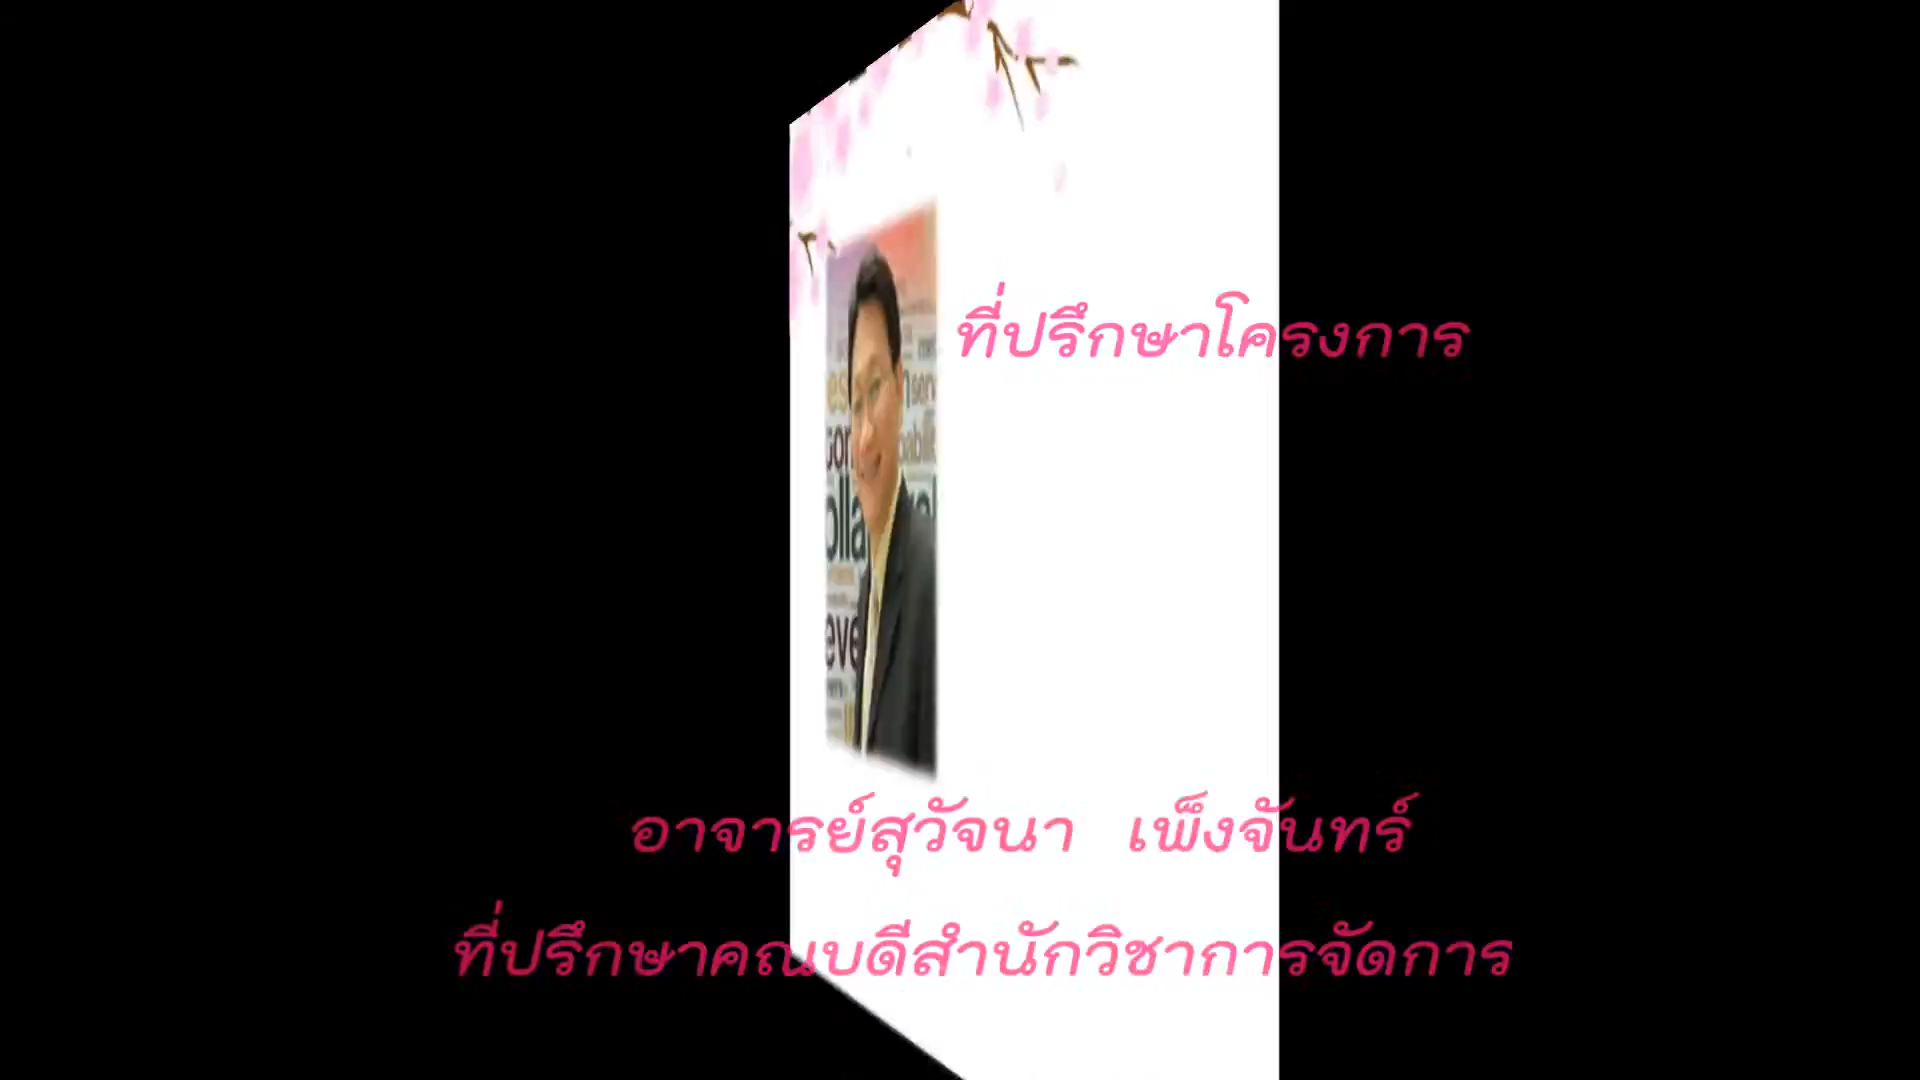 ที่ปรึกษาโครงการ
อาจารย์สุวัจนา เพ็งจันทร์
ที่ปรึกษาคณบดีสำนักวิชาการจัดการ